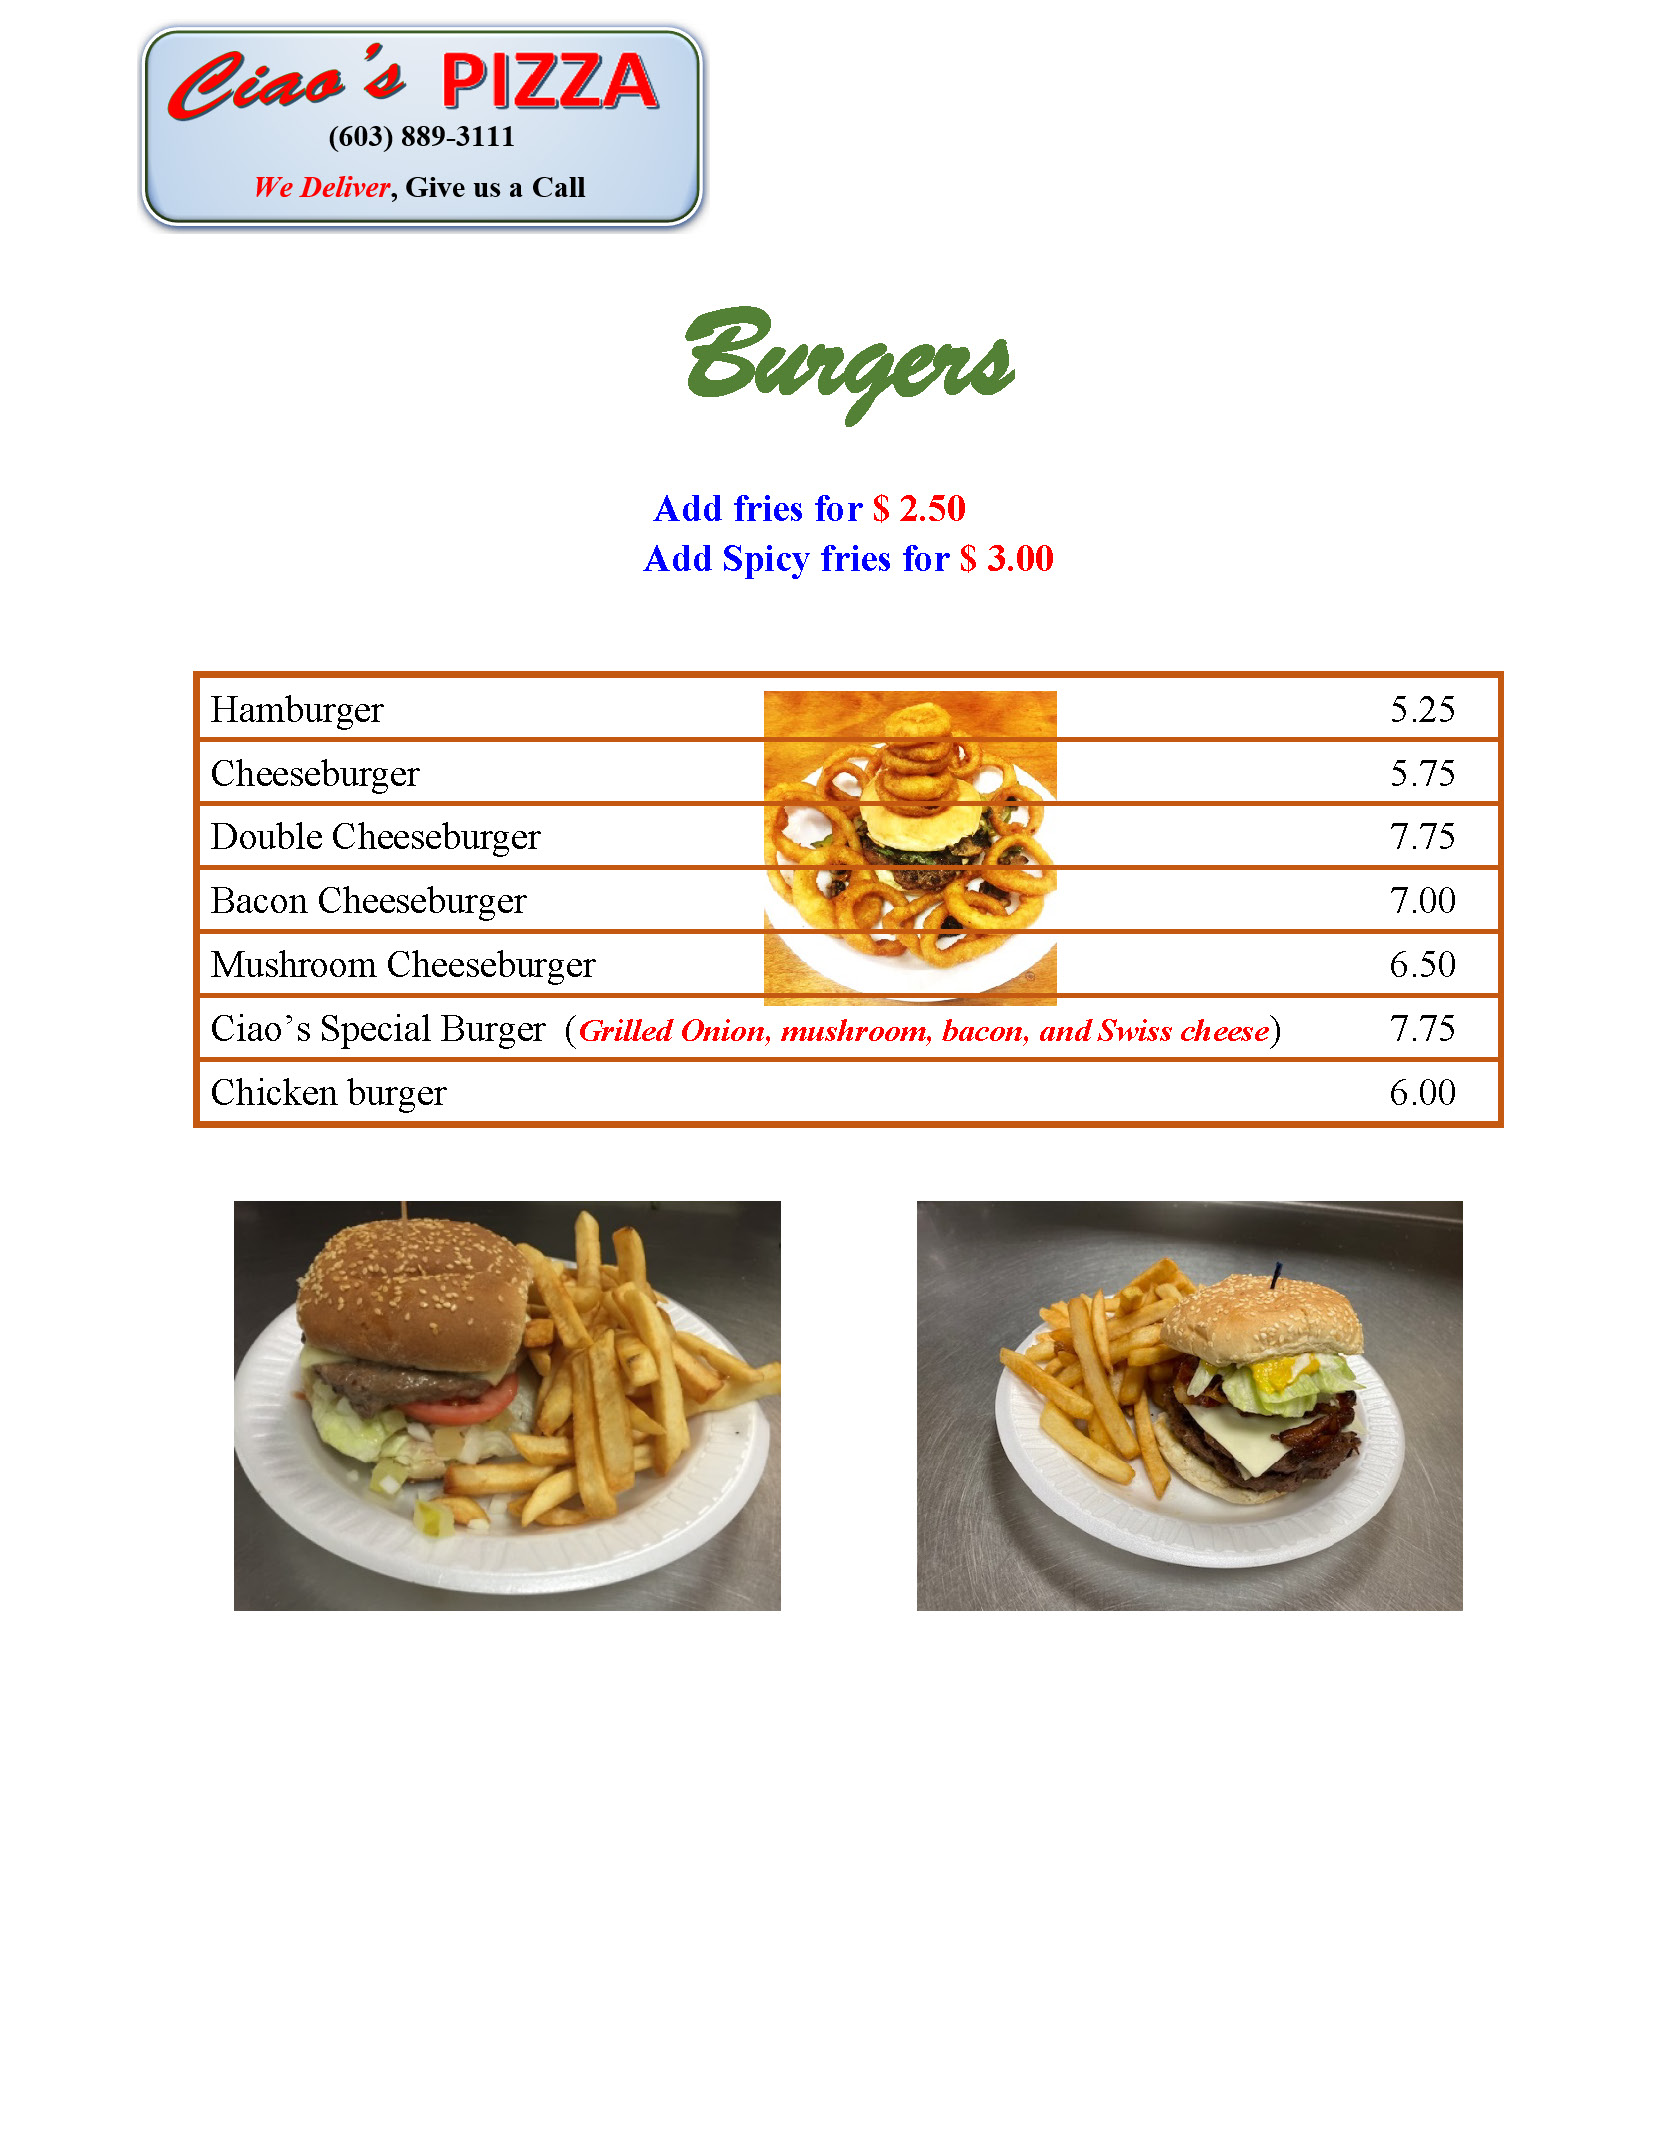 Ciao's PIZZA
(603) 889-3111
We Deliver, Give us a Call
Burgers
Add fries for $ 2.50
Add Spicy fries for $ 3.00
Hamburger 5.25
Cheeseburger 5.75
Double Cheeseburger 7.75
Bacon Cheeseburger 7.00
Mushroom Cheeseburger 6.50
Ciao’s Special Burger (Grilled Onion, mushroom, bacon, and Swiss cheese) 7.75
Chicken burger 6.00